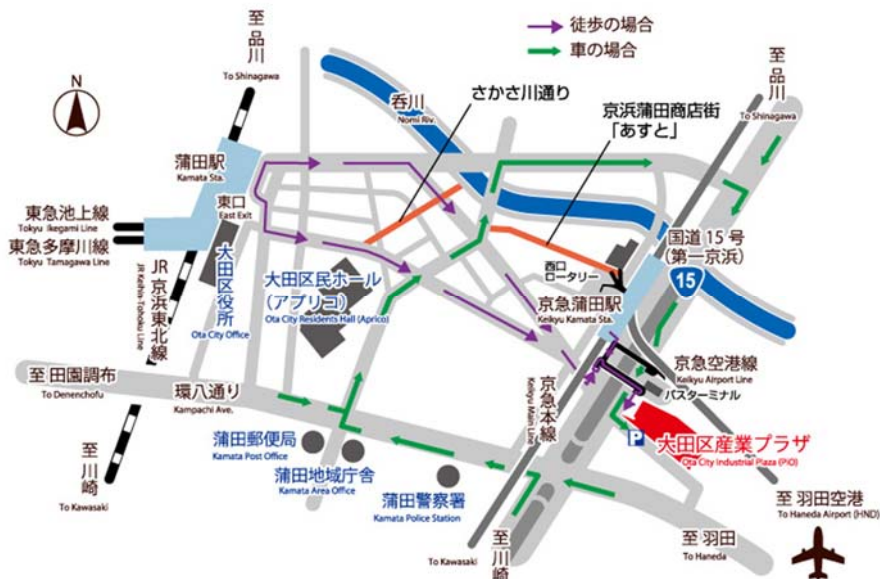 徒歩の場合
車の場合
至品川
To Shinagawa
至品川
To Shinagawa
N
呑川
Nomi Riv.
さかさ川通り
京浜蒲田商店街
「あすと」
蒲田駅
Kamata Sta.
東口
East Exit
東急池上線
Tokyu Ikegami Line
東急多摩川線
Tokyu Tamagawa Line
JR京浜東北線
JR Keihin-Tohoku Line
大田区役所
Ota City Office
大田区民ホール
（アプリコ）
Ota City Residents Hall (Aprico)
西口
ロータリー
国道15号
（第一京浜）
15
京急蒲田駅
Keikyu Kamata Sta.
京急空港線
Keikyu Airport Line
バスターミナル
京急本線
Keikyu Main Line
至 田園調布
To Denenchofu
環八通り
Kampachi Ave.
P
大田区産業プラザ
Ota City Industrial Plaza (PiO)
蒲田郵便局
Kamata Post Office
蒲田地域庁舎
Kamata Area Office
蒲田警察署
Kamata Police Station
至川崎
To Kawasaki
至川崎
To Kawasaki
至 羽田
To Haneda
至 羽田空港
To Haneda Airport (HND)